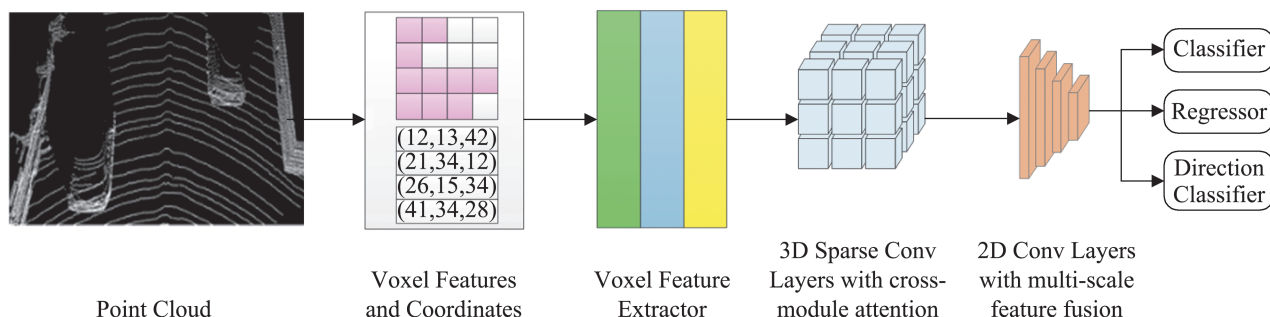 (12,13,42)
(21,34,12)
(26,15,34)
(41,34,28)
Classifier
Regressor
Direction
Classifier
Point Cloud
Voxel Features
and Coordinates
Voxel Feature
Extractor
3D Sparse Conv
Layers with cross-
module attention
2D Conv Layers
with multi-scale
feature fusion